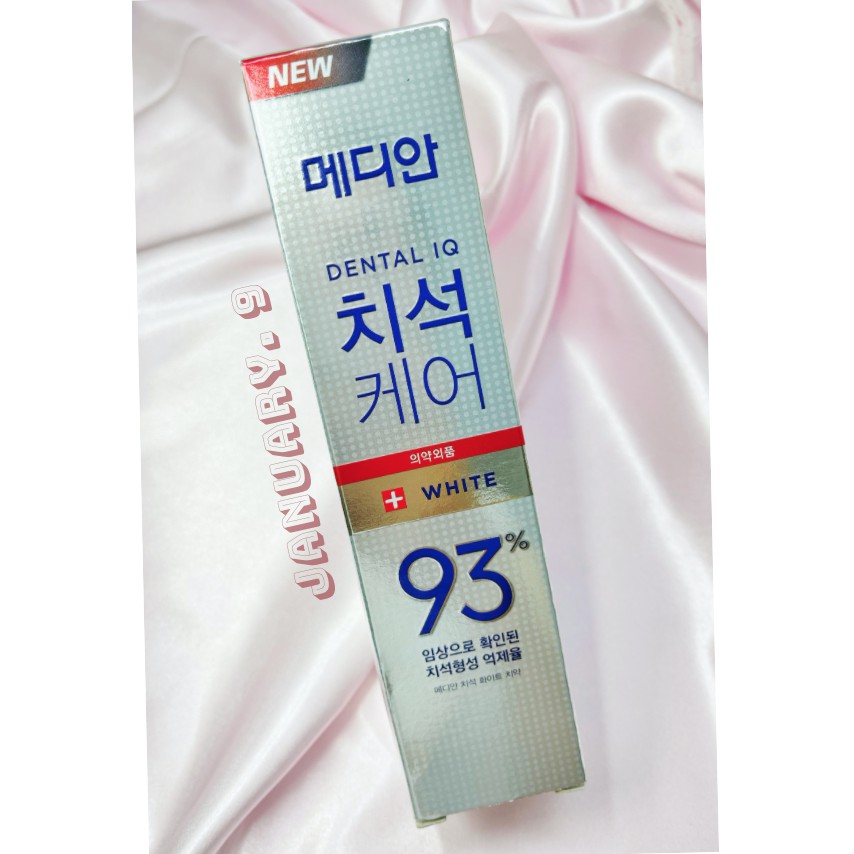 NEW
메디안
DENTAL IQ
치석
케어
의약외품
WHITE
93%
임상으로 확인된
치석형성 억제율
메디안 치석 화이트 치약
JANUARY. 9